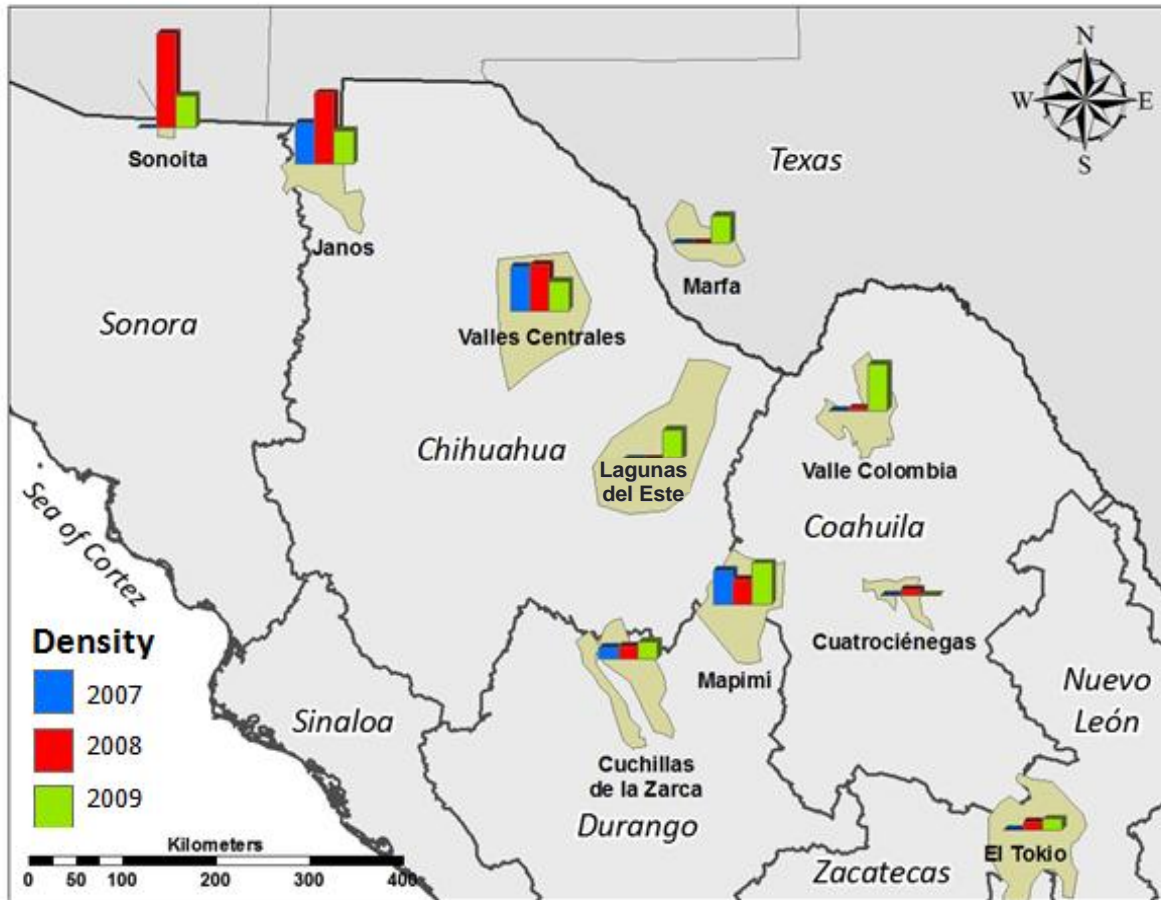 N
W E
S
Sonoita
Texas
Janos
Marfa
Sonora
Valles Centrales
Chihuahua
Lagunas
del Este
Valle Colombia
Coahuila
Sea of Cortez
Cuatrociénegas
Mapimi
Nuevo
León
Sinaloa
Cuchillas
de la Zarca
Durango
El Tokio
Zacatecas
Density
2007
2008
2009
Kilometers
0 50 100 200 300 400